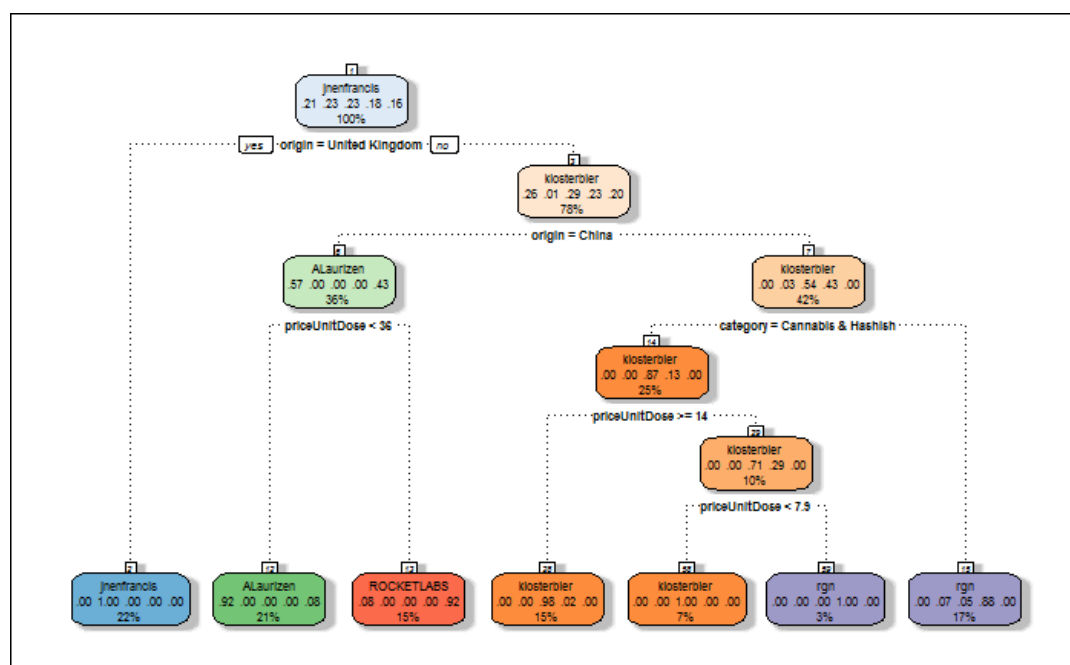 1
jnenfrancis
.21 .23 .23 .18 .16
100%
yes origin = United Kingdom no
3
klosterbier
.26 .01 .29 .23 .20
78%
origin = China
6
ALaurizen
.57 .00 .00 .00 .43
36%
priceUnitDose < 36
7
klosterbier
.00 .03 .54 .43 .00
42%
category = Cannabis & Hashish
14
klosterbier
.00 .00 .87 .13 .00
25%
priceUnitDose >= 14
29
klosterbier
.00 .00 .71 .29 .00
10%
priceUnitDose < 7.9
2
jnenfrancis
.00 1.00 .00 .00 .00
22%
12
ALaurizen
.92 .00 .00 .00 .08
21%
13
ROCKETLABS
.08 .00 .00 .00 .92
15%
28
klosterbier
.00 .00 .98 .02 .00
15%
58
klosterbier
.00 .00 1.00 .00 .00
7%
59
rgn
.00 .00 .00 1.00 .00
3%
15
rgn
.00 .07 .05 .88 .00
17%